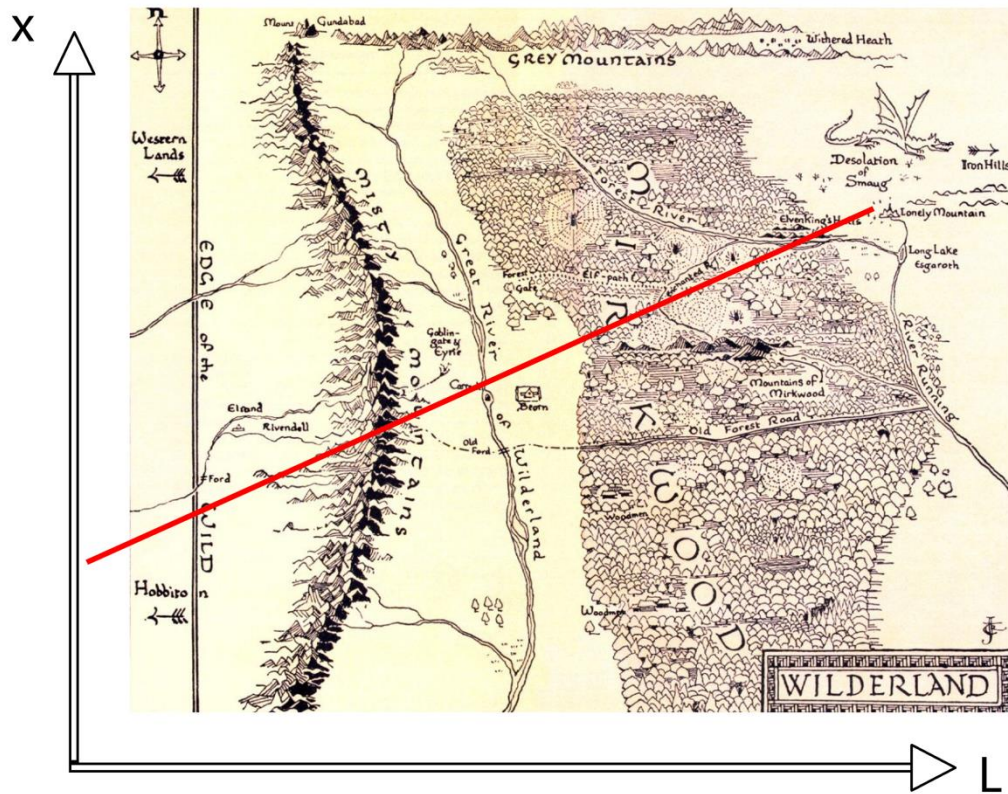 X
n
Mount Gundabad
Withered Heath
GREY MOUNTAINS
Western
Lands
Desolation
of
Smaug
Iron Hills
MISTY
MOUNTAINS
EDGE of the
WILD
Great River
of Wilderland
Forest River
MIRKWOOD
ElvenKing's Halls
Lonely Mountain
Long Lake
Esgaroth
Forest
Gate
Elf-path
Enchanted R.
Goblin-
gate &
Eyrie
Beorn
Mountains of
Mirkwood
River Running
Elrond
Rivendell
Ford
Old
Ford
Old Forest Road
Woodmen
Hobbiton
Woodmen
WILDERLAND
L